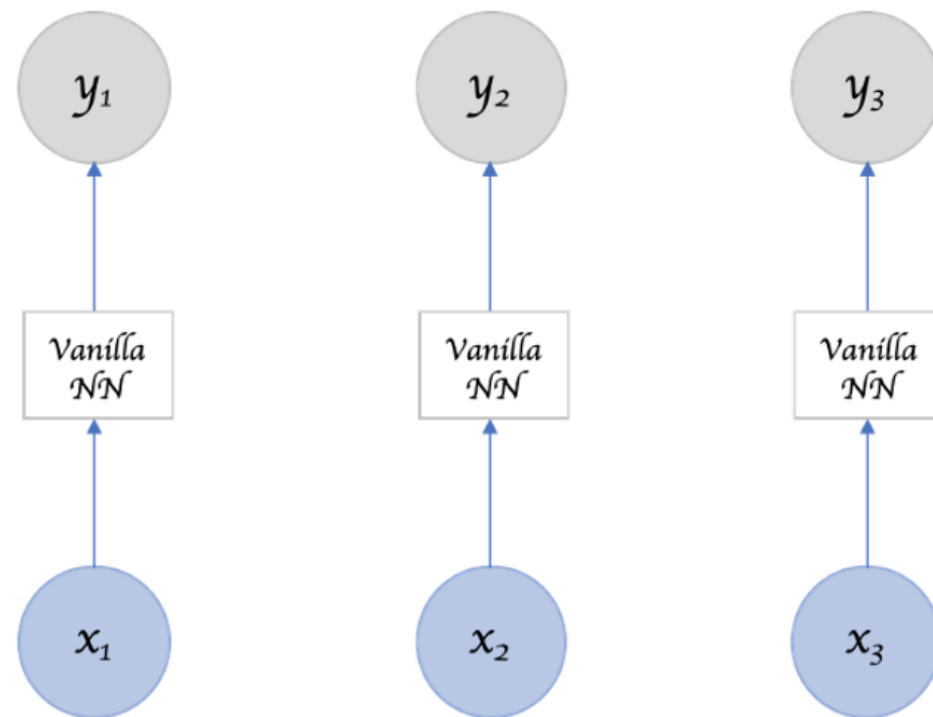 y₁
y₂
y₃
Vanilla
NN
Vanilla
NN
Vanilla
NN
x₁
x₂
x₃